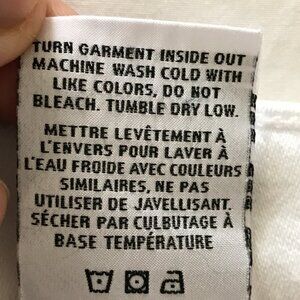 TURN GARMENT INSIDE OUT
MACHINE WASH COLD WITH
LIKE COLORS, DO NOT
BLEACH. TUMBLE DRY LOW.
METTRE LEVÊTEMENT À
L'ENVERS POUR LAVER À
L'EAU FROIDE AVEC COULEURS
SIMILAIRES, NE PAS
UTILISER DE JAVELLISANT.
SÉCHER PAR CULBUTAGE À
BASE TEMPÉRATURE